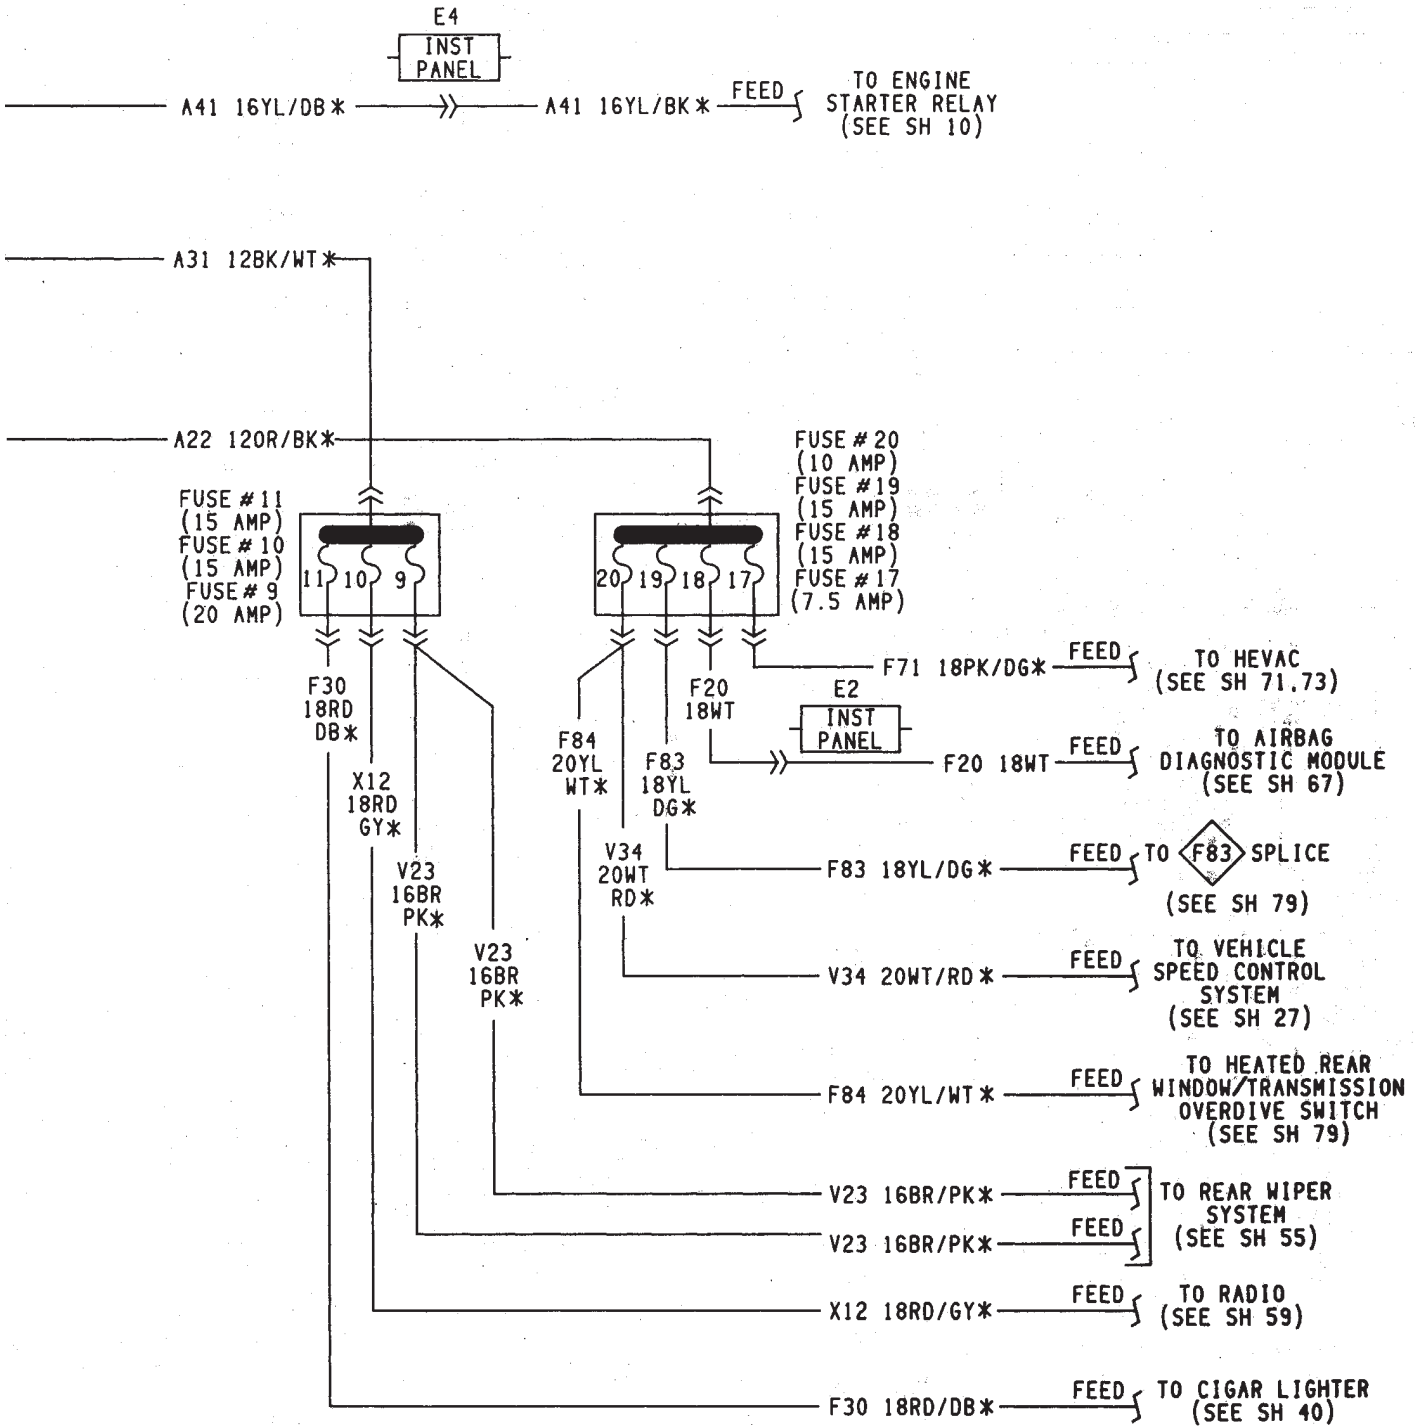 E4
INST
PANEL
A41 16YL/DB*
A41 16YL/BK*
FEED
TO ENGINE
STARTER RELAY
(SEE SH 10)
A31 12BK/WT*
A22 12OR/BK*
FUSE #11
(15 AMP)
FUSE #10
(15 AMP)
FUSE # 9
(20 AMP)
11 10 9
FUSE # 20
(10 AMP)
FUSE #19
(15 AMP)
FUSE #18
(15 AMP)
FUSE #17
(7.5 AMP)
20 19 18 17
F71 18PK/DG*
FEED
TO HEVAC
(SEE SH 71,73)
F30
18RD
DB*
F20
18WT
E2
INST
PANEL
F20 18WT
FEED
TO AIRBAG
DIAGNOSTIC MODULE
(SEE SH 67)
F84
20YL
WT*
F83
18YL
DG*
X12
18RD
GY*
V34
20WT
RD*
F83 18YL/DG*
FEED
TO F83 SPLICE
(SEE SH 79)
V23
16BR
PK*
V23
16BR
PK*
V34 20WT/RD*
FEED
TO VEHICLE
SPEED CONTROL
SYSTEM
(SEE SH 27)
F84 20YL/WT*
FEED
TO HEATED REAR
WINDOW/TRANSMISSION
OVERDIVE SWITCH
(SEE SH 79)
V23 16BR/PK*
FEED
V23 16BR/PK*
FEED
TO REAR WIPER
SYSTEM
(SEE SH 55)
X12 18RD/GY*
FEED
TO RADIO
(SEE SH 59)
F30 18RD/DB*
FEED
TO CIGAR LIGHTER
(SEE SH 40)